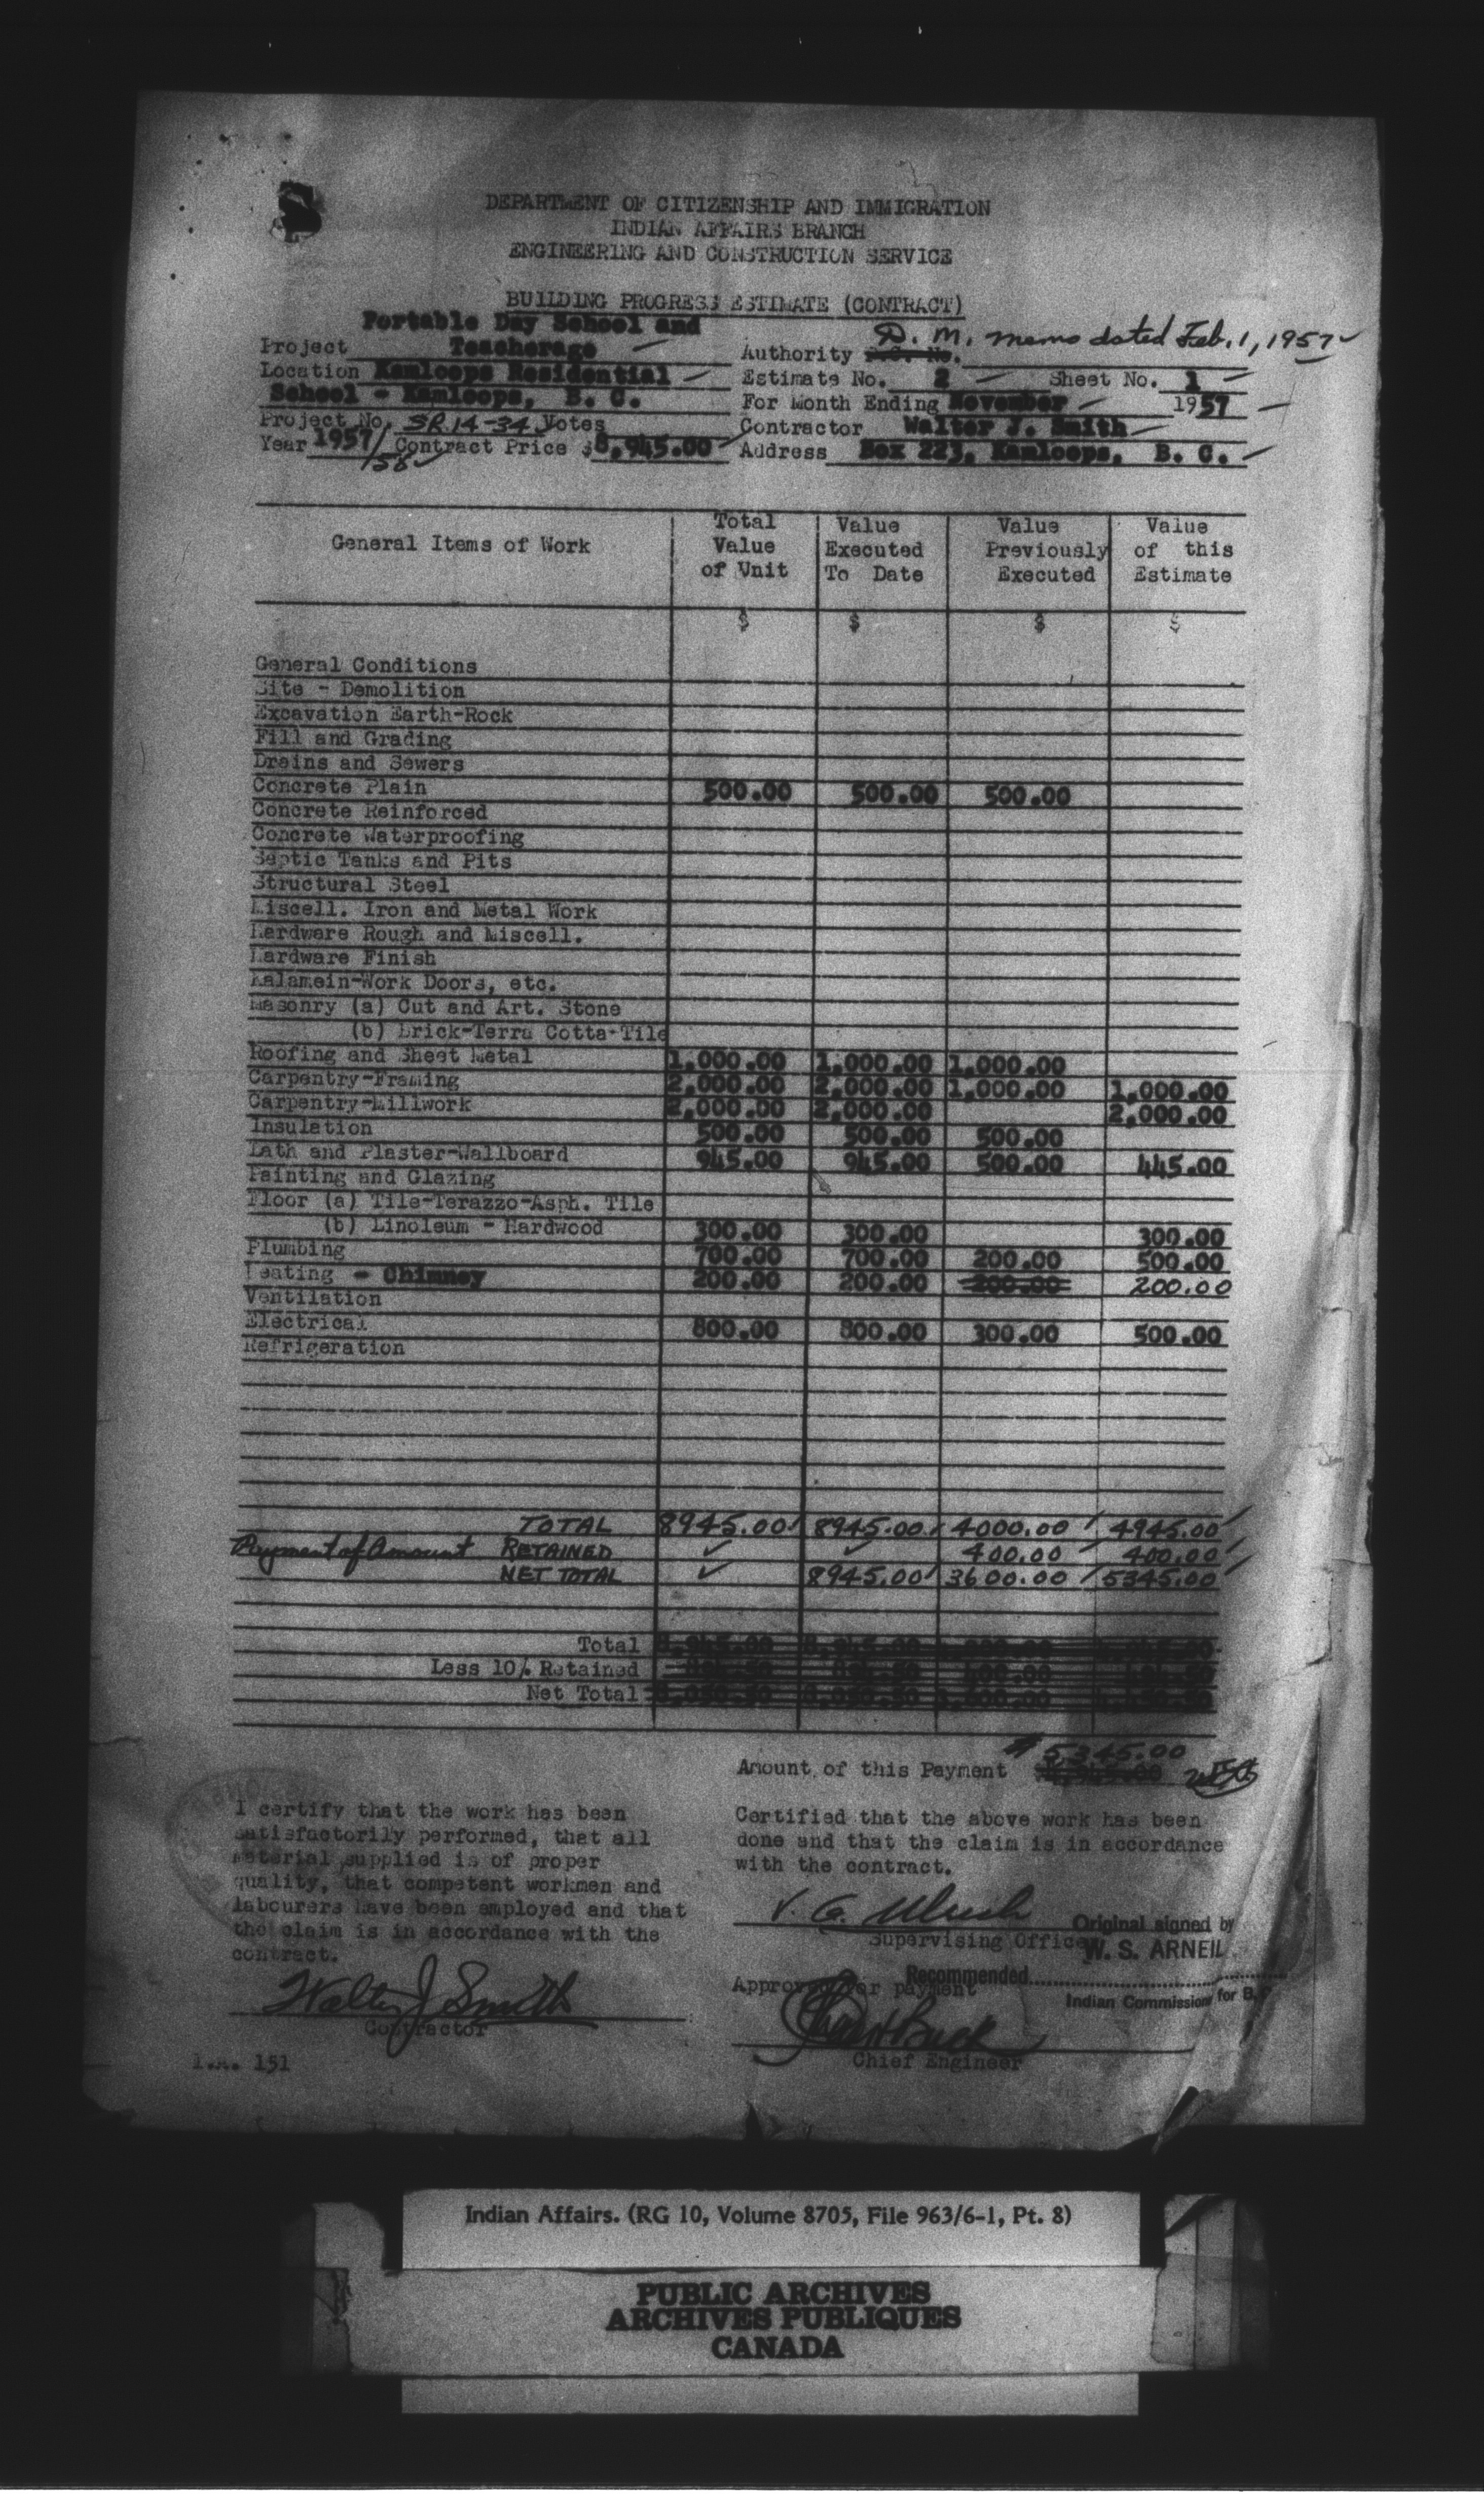 DEPARTMENT OF CITIZENSHIP AND IMMIGRATION
INDIAN AFFAIRS BRANCH
ENGINEERING AND CONSTRUCTION SERVICE
BUILDING PROGRESS ESTIMATE (CONTRACT)
Portable Day School and
Project Teacherage
Location Kamloops Residential
School - Kamloops, B. C.
Project No. SR.14-34 Votes
Year 1957/58 Contract Price $8,945.00
D. M. memo dated Feb. 1, 1957
Authority P.C. No.
Estimate No. 2 Sheet No. 1
For Month Ending November 1957
Contractor Walter J. Smith
Address Box 223, Kamloops, B. C.
General Items of Work | Total Value of Unit | Value Executed To Date | Value Previously Executed | Value of this Estimate
$ $ $ $
General Conditions
Site - Demolition
Excavation Earth-Rock
Fill and Grading
Drains and Sewers
Concrete Plain 500.00 500.00 500.00
Concrete Reinforced
Concrete Waterproofing
Septic Tanks and Pits
Structural Steel
Miscell. Iron and Metal Work
Hardware Rough and Miscell.
Hardware Finish
Kalamein-Work Doors, etc.
Masonry (a) Cut and Art. Stone
(b) Brick-Terra Cotta-Tile
Roofing and Sheet Metal 1,000.00 1,000.00 1,000.00
Carpentry-Framing 2,000.00 2,000.00 1,000.00 1,000.00
Carpentry-Millwork 2,000.00 2,000.00 2,000.00
Insulation 500.00 500.00 500.00
Lath and Plaster-Wallboard 945.00 945.00 500.00 445.00
Painting and Glazing
Floor (a) Tile-Terazzo-Asph. Tile
(b) Linoleum - Hardwood 300.00 300.00 300.00
Plumbing 700.00 700.00 200.00 500.00
Heating - Chimney 200.00 200.00 200.00 200.00
Ventilation
Electrical 800.00 800.00 300.00 500.00
Refrigeration
TOTAL 8945.00 8945.00 4000.00 4945.00
Payment of Amount RETAINED 400.00 400.00
NET TOTAL 8945.00 3600.00 5345.00
Total
Less 10% Retained
Net Total
$5345.00
Amount of this Payment
I certify that the work has been
satisfactorily performed, that all
material supplied is of proper
quality, that competent workmen and
labourers have been employed and that
the claim is in accordance with the
contract.
Walter J Smith
Contractor
I.A. 151
Certified that the above work has been
done and that the claim is in accordance
with the contract.
V. G.
Supervising Officer
Original signed by
W. S. ARNEIL
Recommended
Indian Commissioner for B.C.
Approved for payment
Chief Engineer
Indian Affairs. (RG 10, Volume 8705, File 963/6-1, Pt. 8)
PUBLIC ARCHIVES
ARCHIVES PUBLIQUES
CANADA